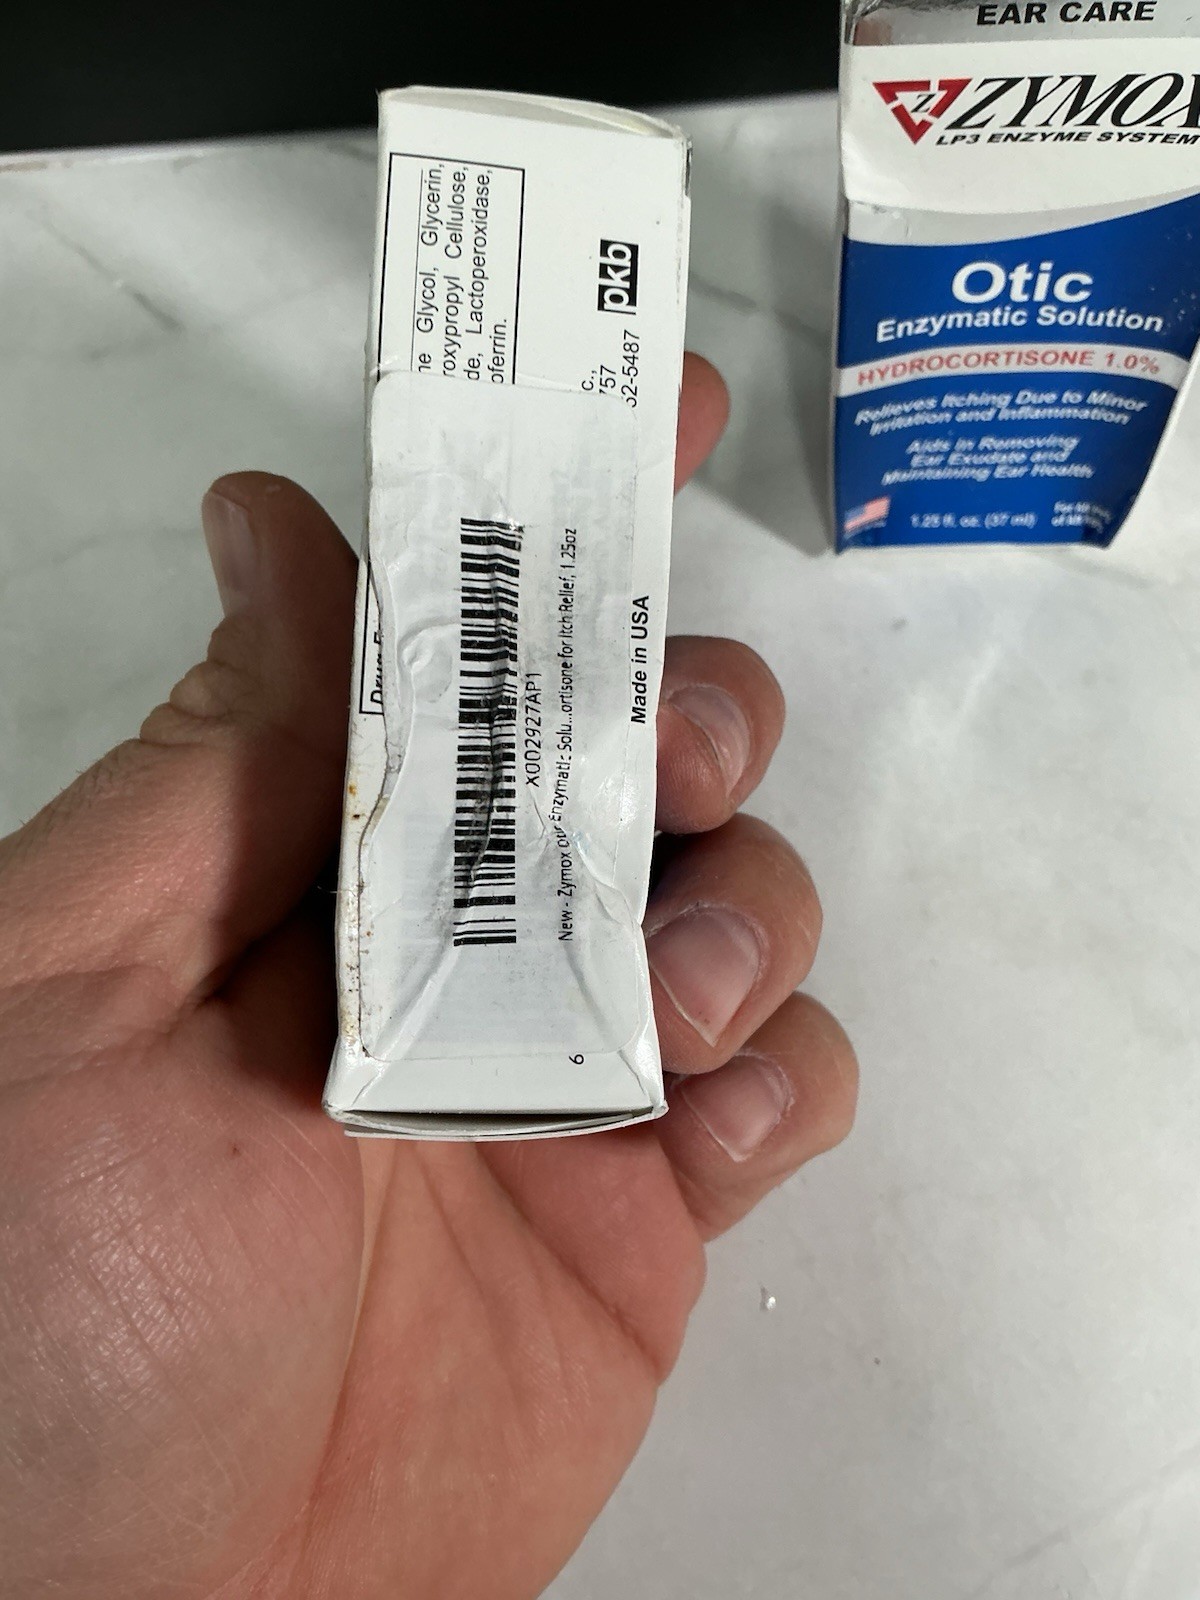 ne Glycol, Glycerin,
roxypropyl Cellulose,
de, Lactoperoxidase,
oferrin.
pkb
c.,
757
52-5487
Made in USA
X002927AP1
New - Zymox Otic Enzymatic Solu...ortisone for Itch Relief, 1.25oz
6
EAR CARE
Z
ZYMOX
LP3 ENZYME SYSTEM
Otic
Enzymatic Solution
HYDROCORTISONE 1.0%
Relieves Itching Due to Minor
Irritation and Inflammation
Aids in Removing
Ear Exudate and
Maintaining Ear Health
1.25 fl. oz. (37 ml)